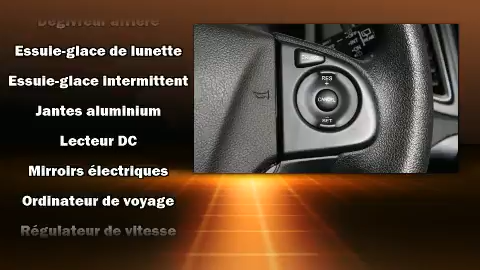 Dégivreur arrière
Essuie-glace de lunette
Essuie-glace intermittent
Jantes aluminium
Lecteur DC
Mirroirs électriques
Ordinateur de voyage
Régulateur de vitesse
RES
+
CANCEL
SET